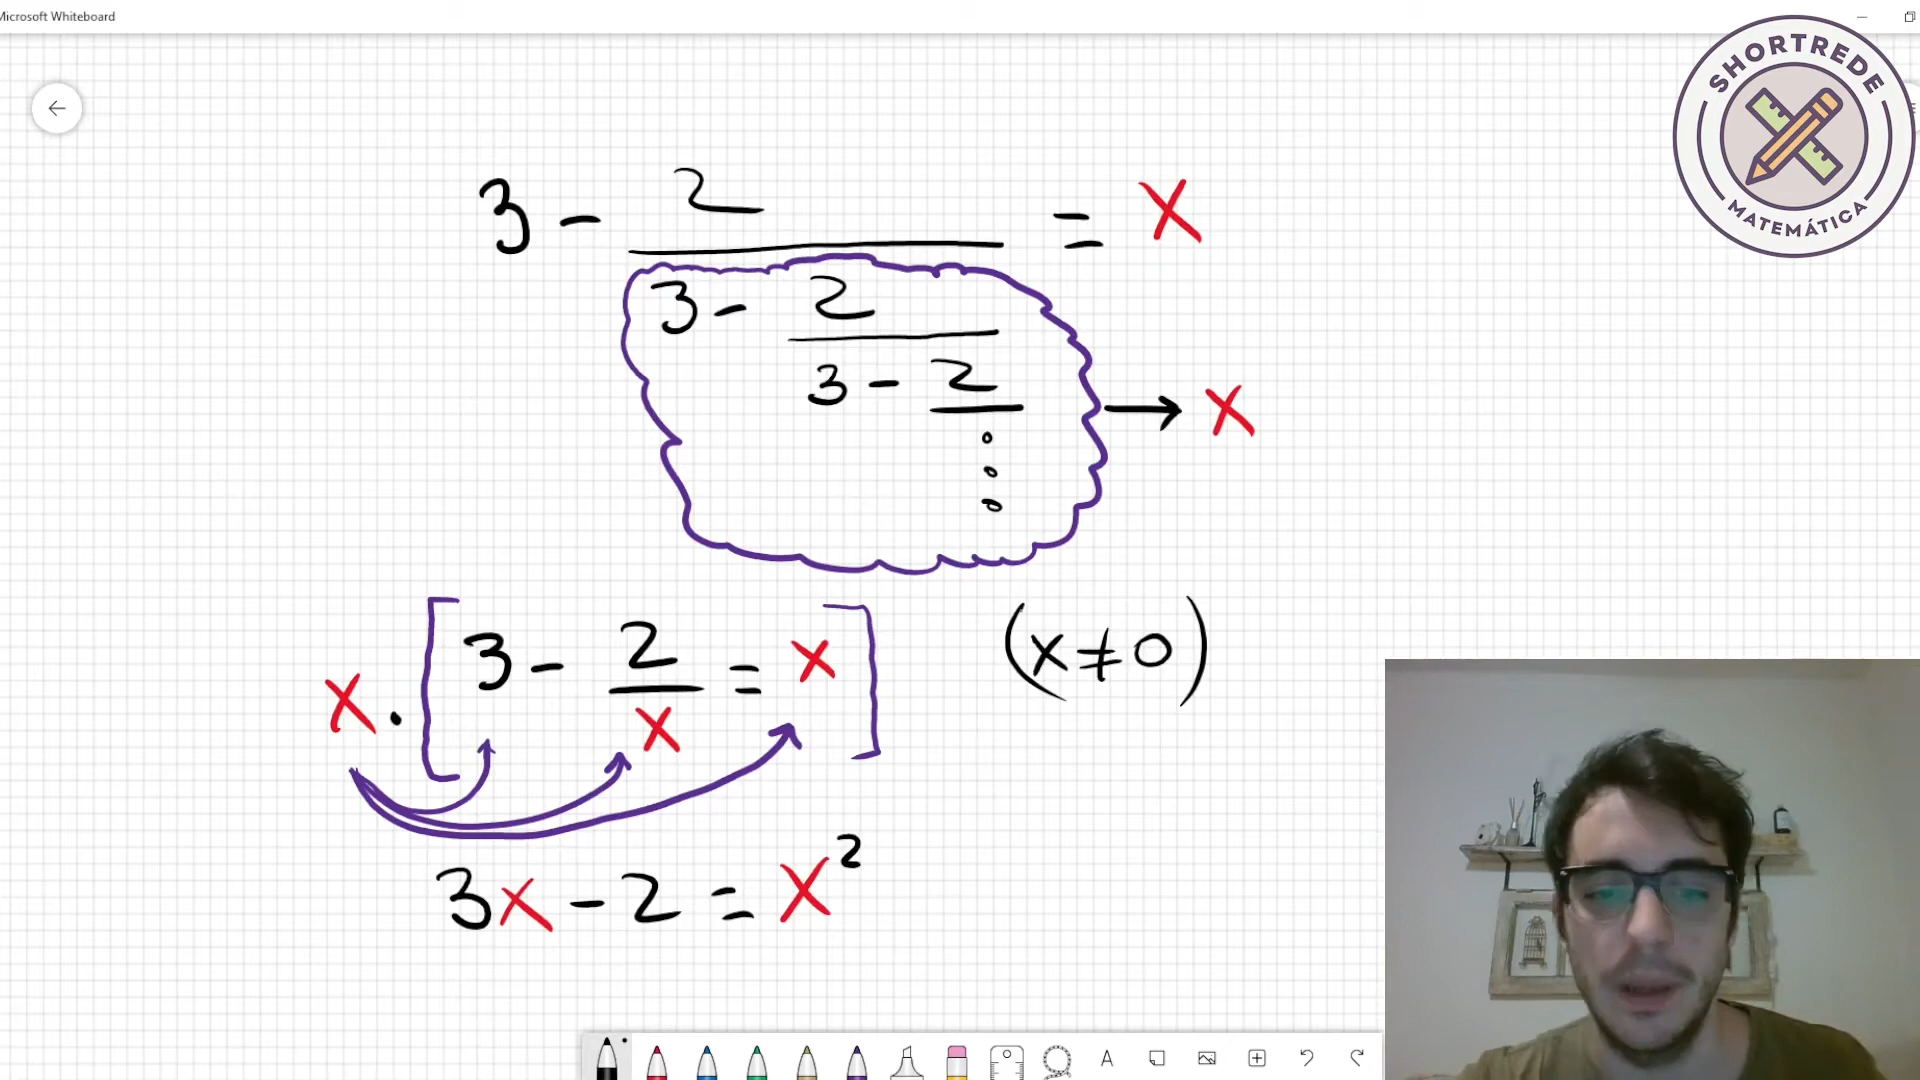 Microsoft Whiteboard
SHORTREDE
MATEMÁTICA
3 - 2 = X
3 - 2
3 - 2
→ X
X · [ 3 - 2 = X ] (X ≠ 0)
X
3X - 2 = X²
A